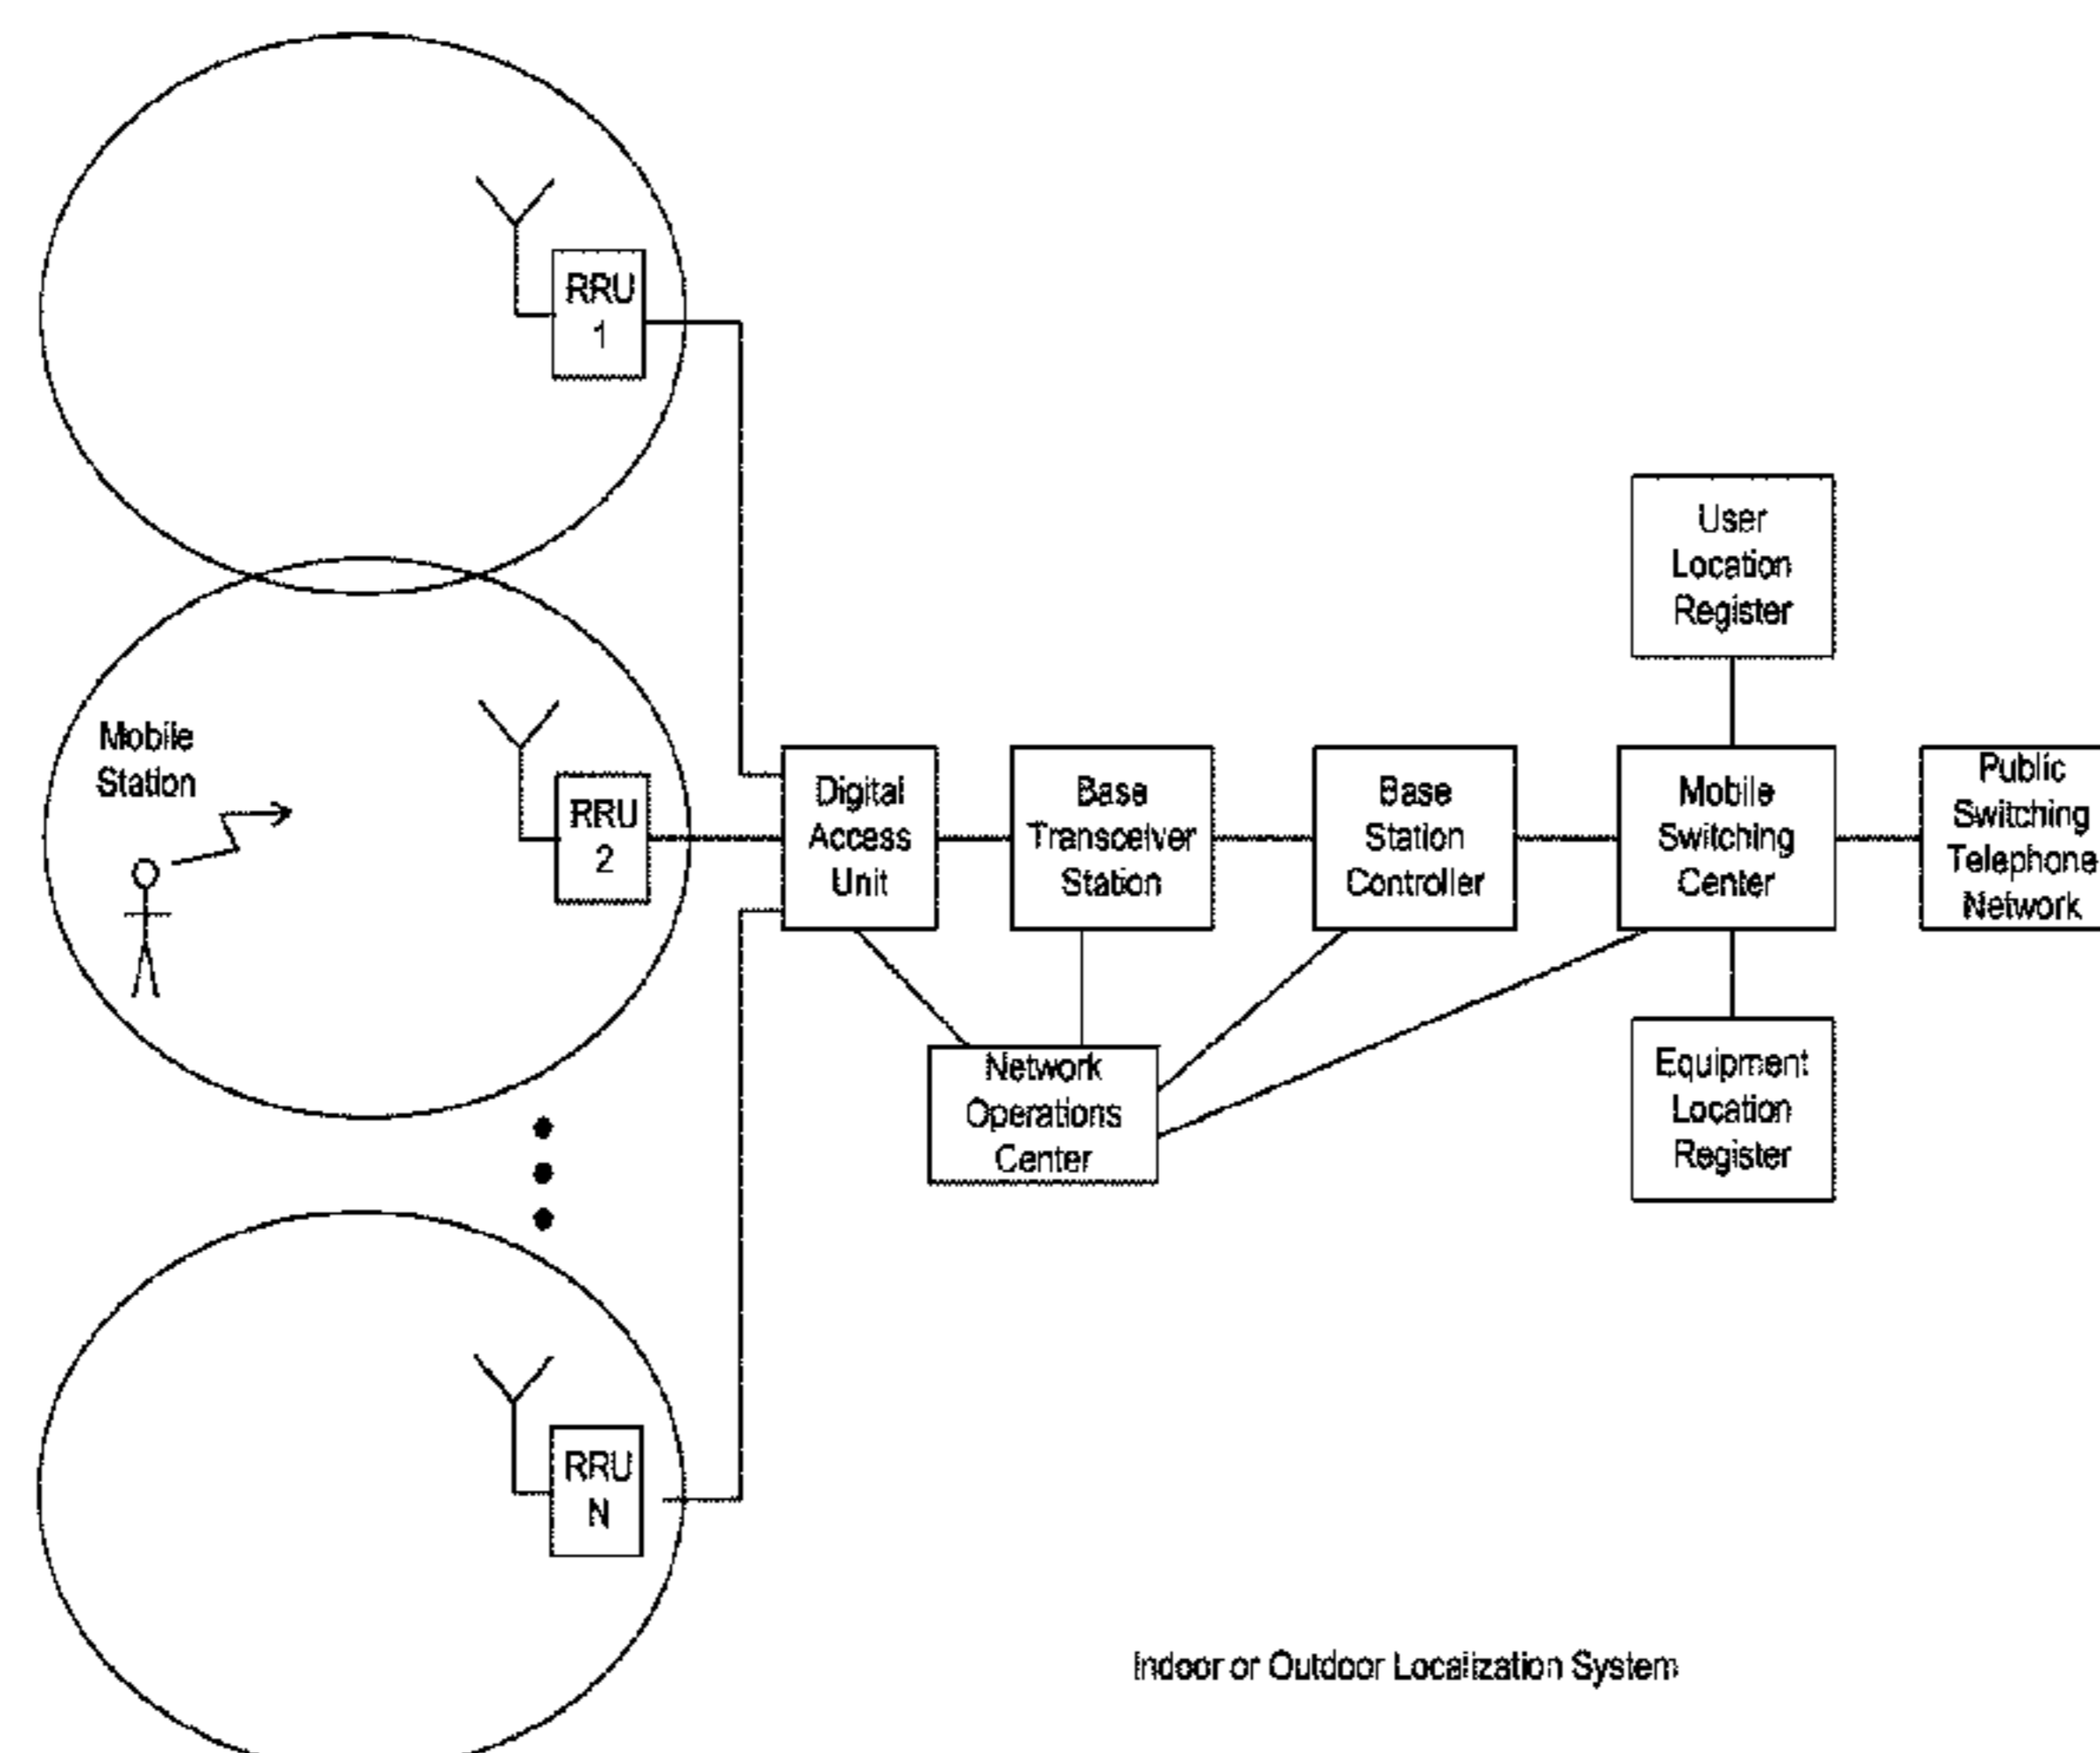 RRU
1
Mobile
Station
RRU
2
RRU
N
Digital
Access
Unit
Base
Transceiver
Station
Base
Station
Controller
Mobile
Switching
Center
Public
Switching
Telephone
Network
User
Location
Register
Equipment
Location
Register
Network
Operations
Center
Indoor or Outdoor Localization System